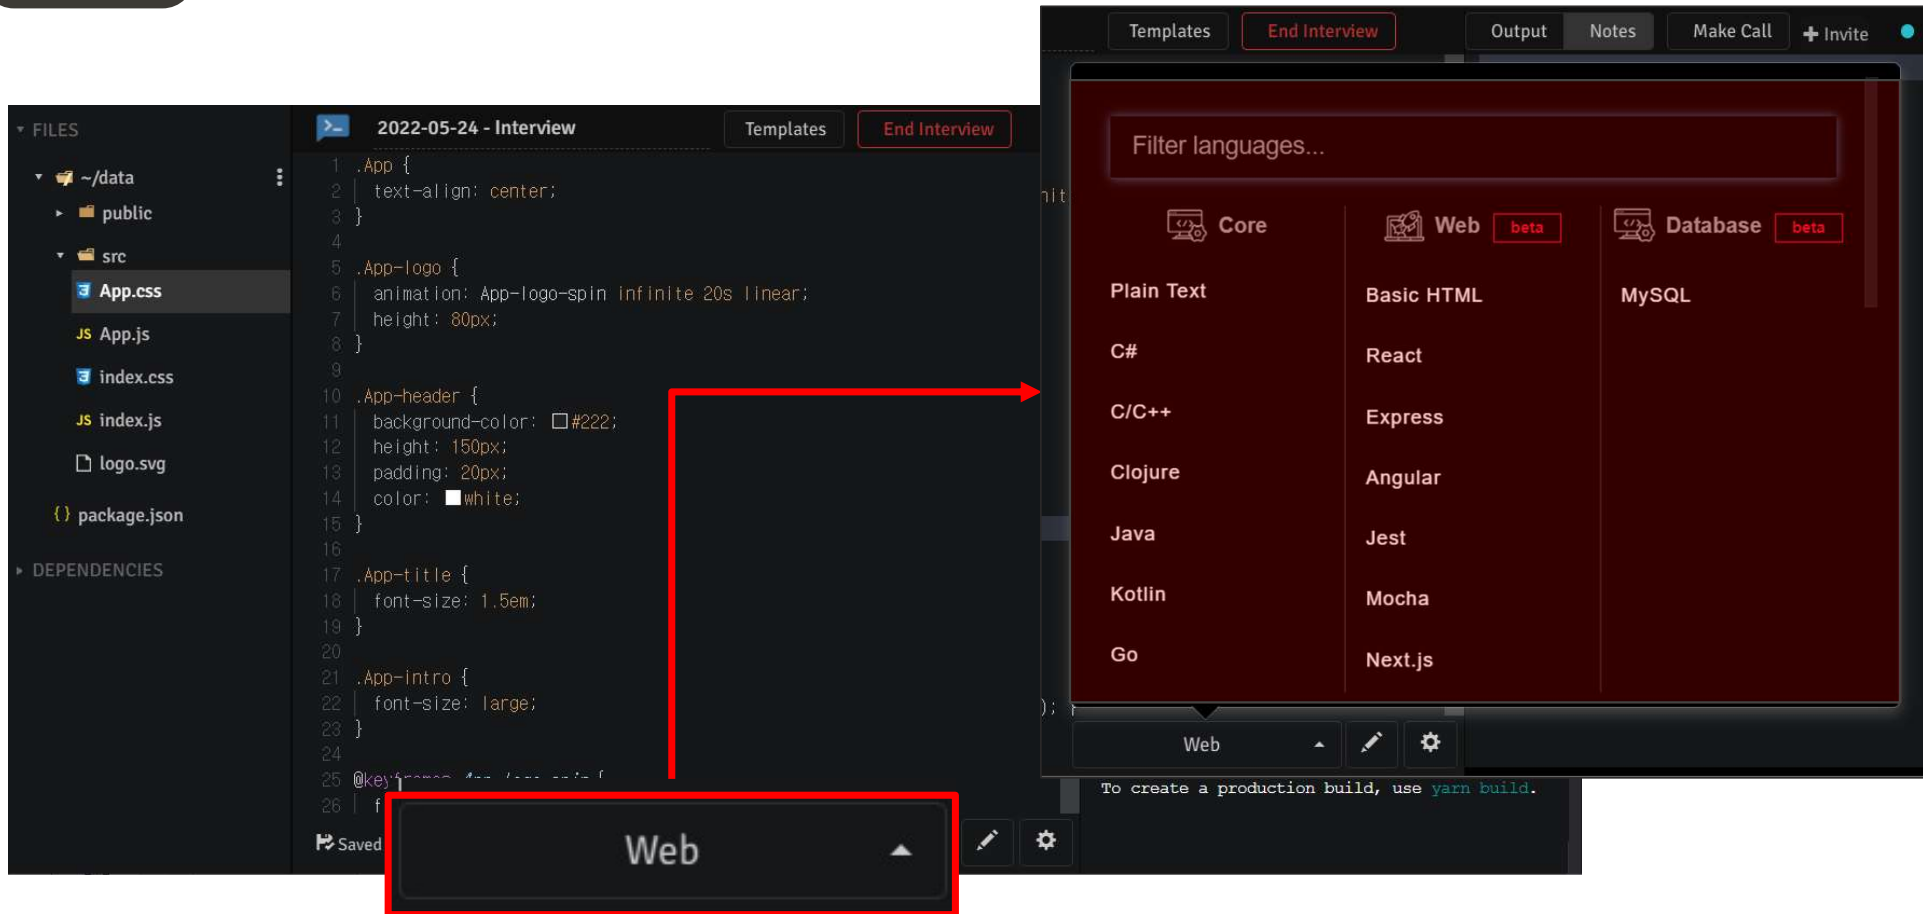 Templates
End Interview
Output
Notes
Make Call
+ Invite
FILES
~/data
public
src
App.css
App.js
index.css
index.js
logo.svg
package.json
DEPENDENCIES
2022-05-24 - Interview
Templates
End Interview
1 .App {
2 text-align: center;
3 }
4
5 .App-logo {
6 animation: App-logo-spin infinite 20s linear;
7 height: 80px;
8 }
9
10 .App-header {
11 background-color: #222;
12 height: 150px;
13 padding: 20px;
14 color: white;
15 }
16
17 .App-title {
18 font-size: 1.5em;
19 }
20
21 .App-intro {
22 font-size: large;
23 }
24
25 @key
26 f
Saved
Web
Filter languages...
Core
Plain Text
C#
C/C++
Clojure
Java
Kotlin
Go
Web beta
Basic HTML
React
Express
Angular
Jest
Mocha
Next.js
Database beta
MySQL
); }
Web
To create a production build, use yarn build.